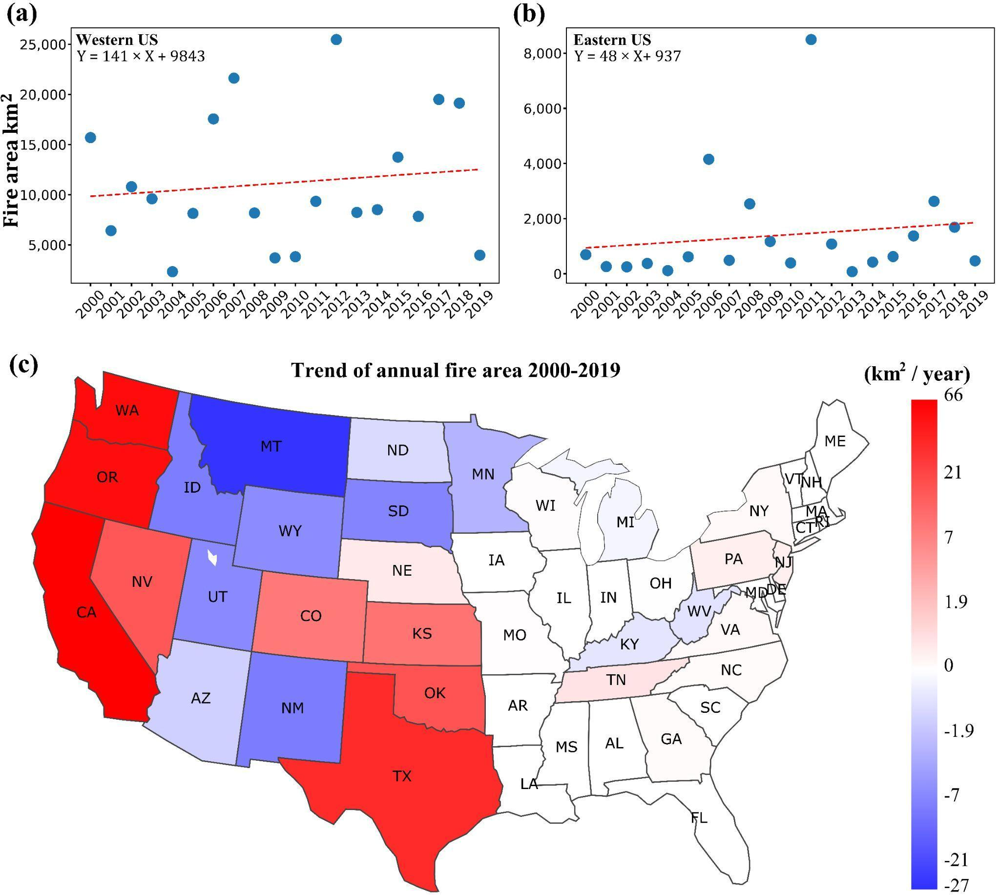 (a)
Western US
Y = 141 × X + 9843
Fire area km²
25,000
20,000
15,000
10,000
5,000
2000 2001 2002 2003 2004 2005 2006 2007 2008 2009 2010 2011 2012 2013 2014 2015 2016 2017 2018 2019
(b)
Eastern US
Y = 48 × X+ 937
8,000
6,000
4,000
2,000
0
2000 2001 2002 2003 2004 2005 2006 2007 2008 2009 2010 2011 2012 2013 2014 2015 2016 2017 2018 2019
(c)
Trend of annual fire area 2000-2019
WA
OR
ID
MT
ND
MN
SD
WY
WI
MI
NE
IA
NV
UT
CA
CO
KS
IL
IN
OH
MO
KY
WV
VA
PA
NY
NJ
MD
DE
VT
NH
ME
MA
CT
RI
AZ
NM
OK
AR
TN
NC
SC
MS
AL
GA
TX
LA
FL
(km² / year)
66
21
7
1.9
0
-1.9
-7
-21
-27